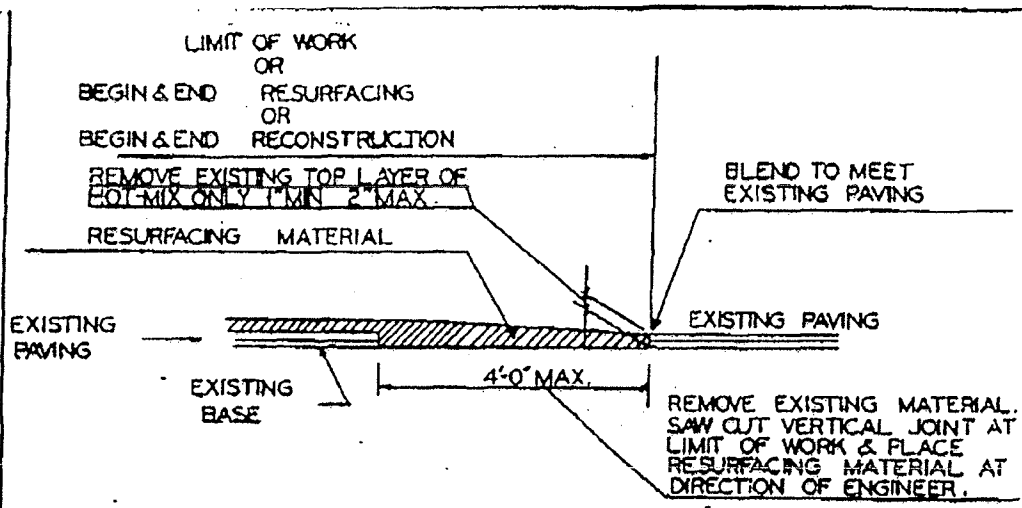 LIMIT OF WORK
OR
BEGIN & END RESURFACING
OR
BEGIN & END RECONSTRUCTION
REMOVE EXISTING TOP LAYER OF
HOT-MIX ONLY 1" MIN 2" MAX.
RESURFACING MATERIAL
BLEND TO MEET
EXISTING PAVING
EXISTING
PAVING
EXISTING PAVING
EXISTING
BASE
4'-0" MAX.
REMOVE EXISTING MATERIAL.
SAW CUT VERTICAL JOINT AT
LIMIT OF WORK & PLACE
RESURFACING MATERIAL AT
DIRECTION OF ENGINEER.